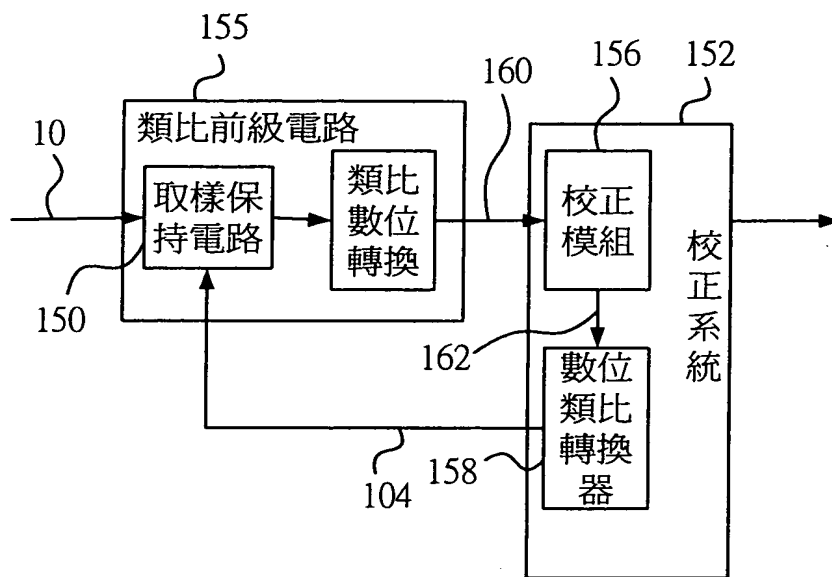 155
156
152
160
類比前級電路
10
取樣保
持電路
類比
數位
轉換
校正
模組
校正系統
150
162
數位
類比
轉換
器
158
104